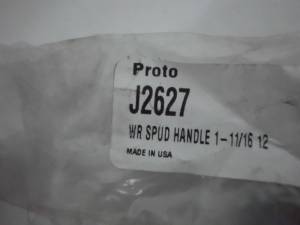 Proto
J2627
WR SPUD HANDLE 1-11/16 12
MADE IN USA